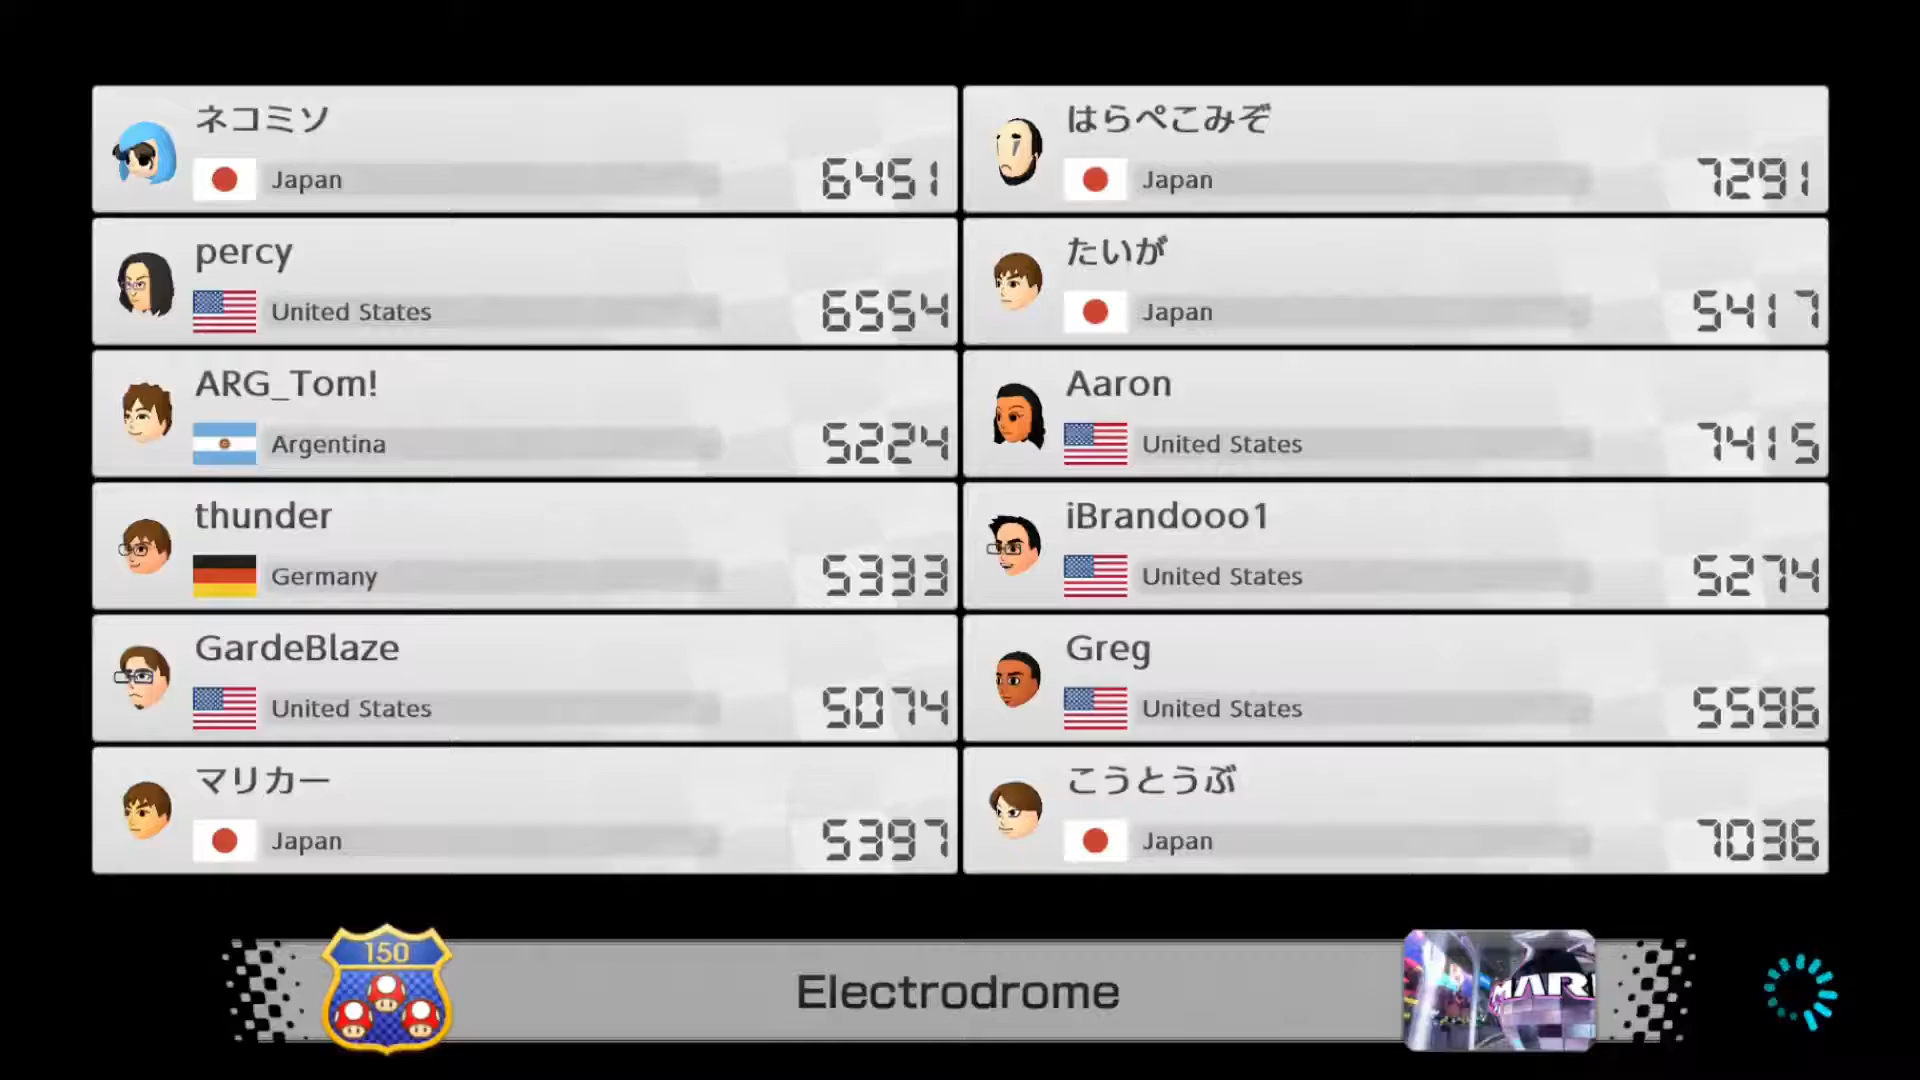 ネコミソ
Japan
6451
はらぺこみぞ
Japan
7291
percy
United States
6554
たいが
Japan
5417
ARG_Tom!
Argentina
5224
Aaron
United States
7415
thunder
Germany
5333
iBrandooo1
United States
5274
GardeBlaze
United States
5074
Greg
United States
5596
マリカー
Japan
5397
こうとうぶ
Japan
7036
150
Electrodrome
MARI